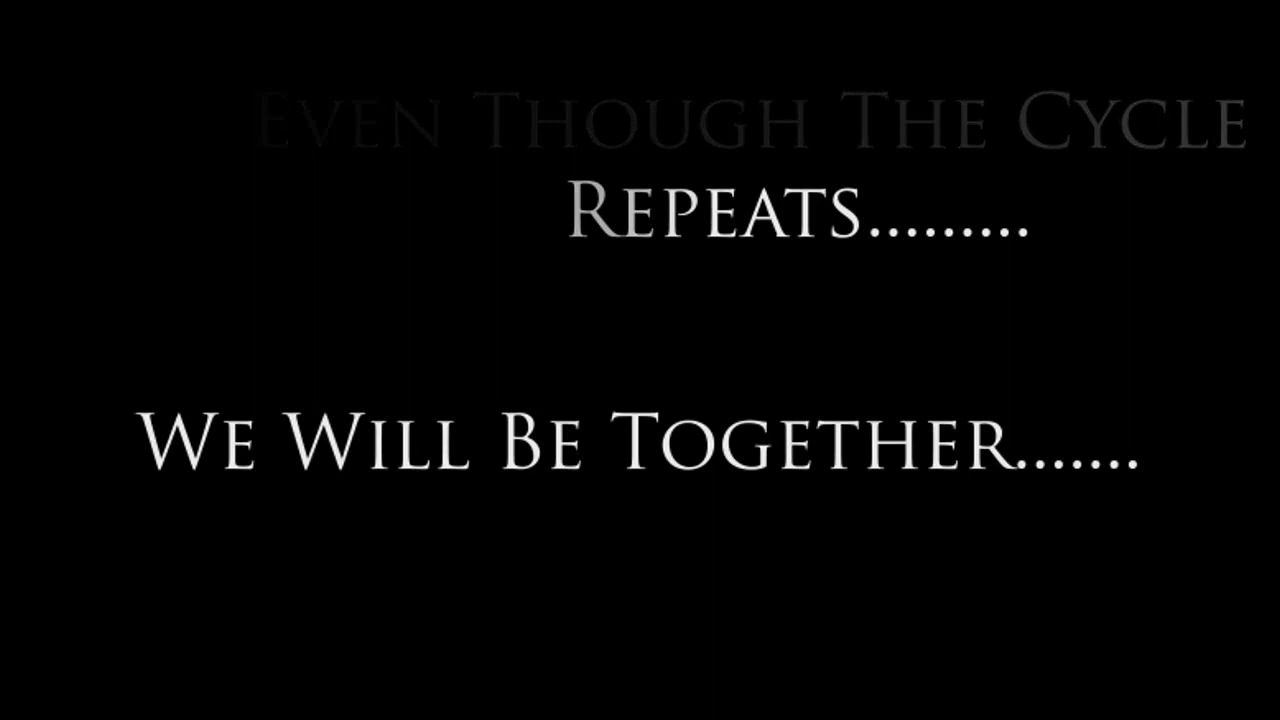 Even Though The Cycle
Repeats.........
We Will Be Together.......